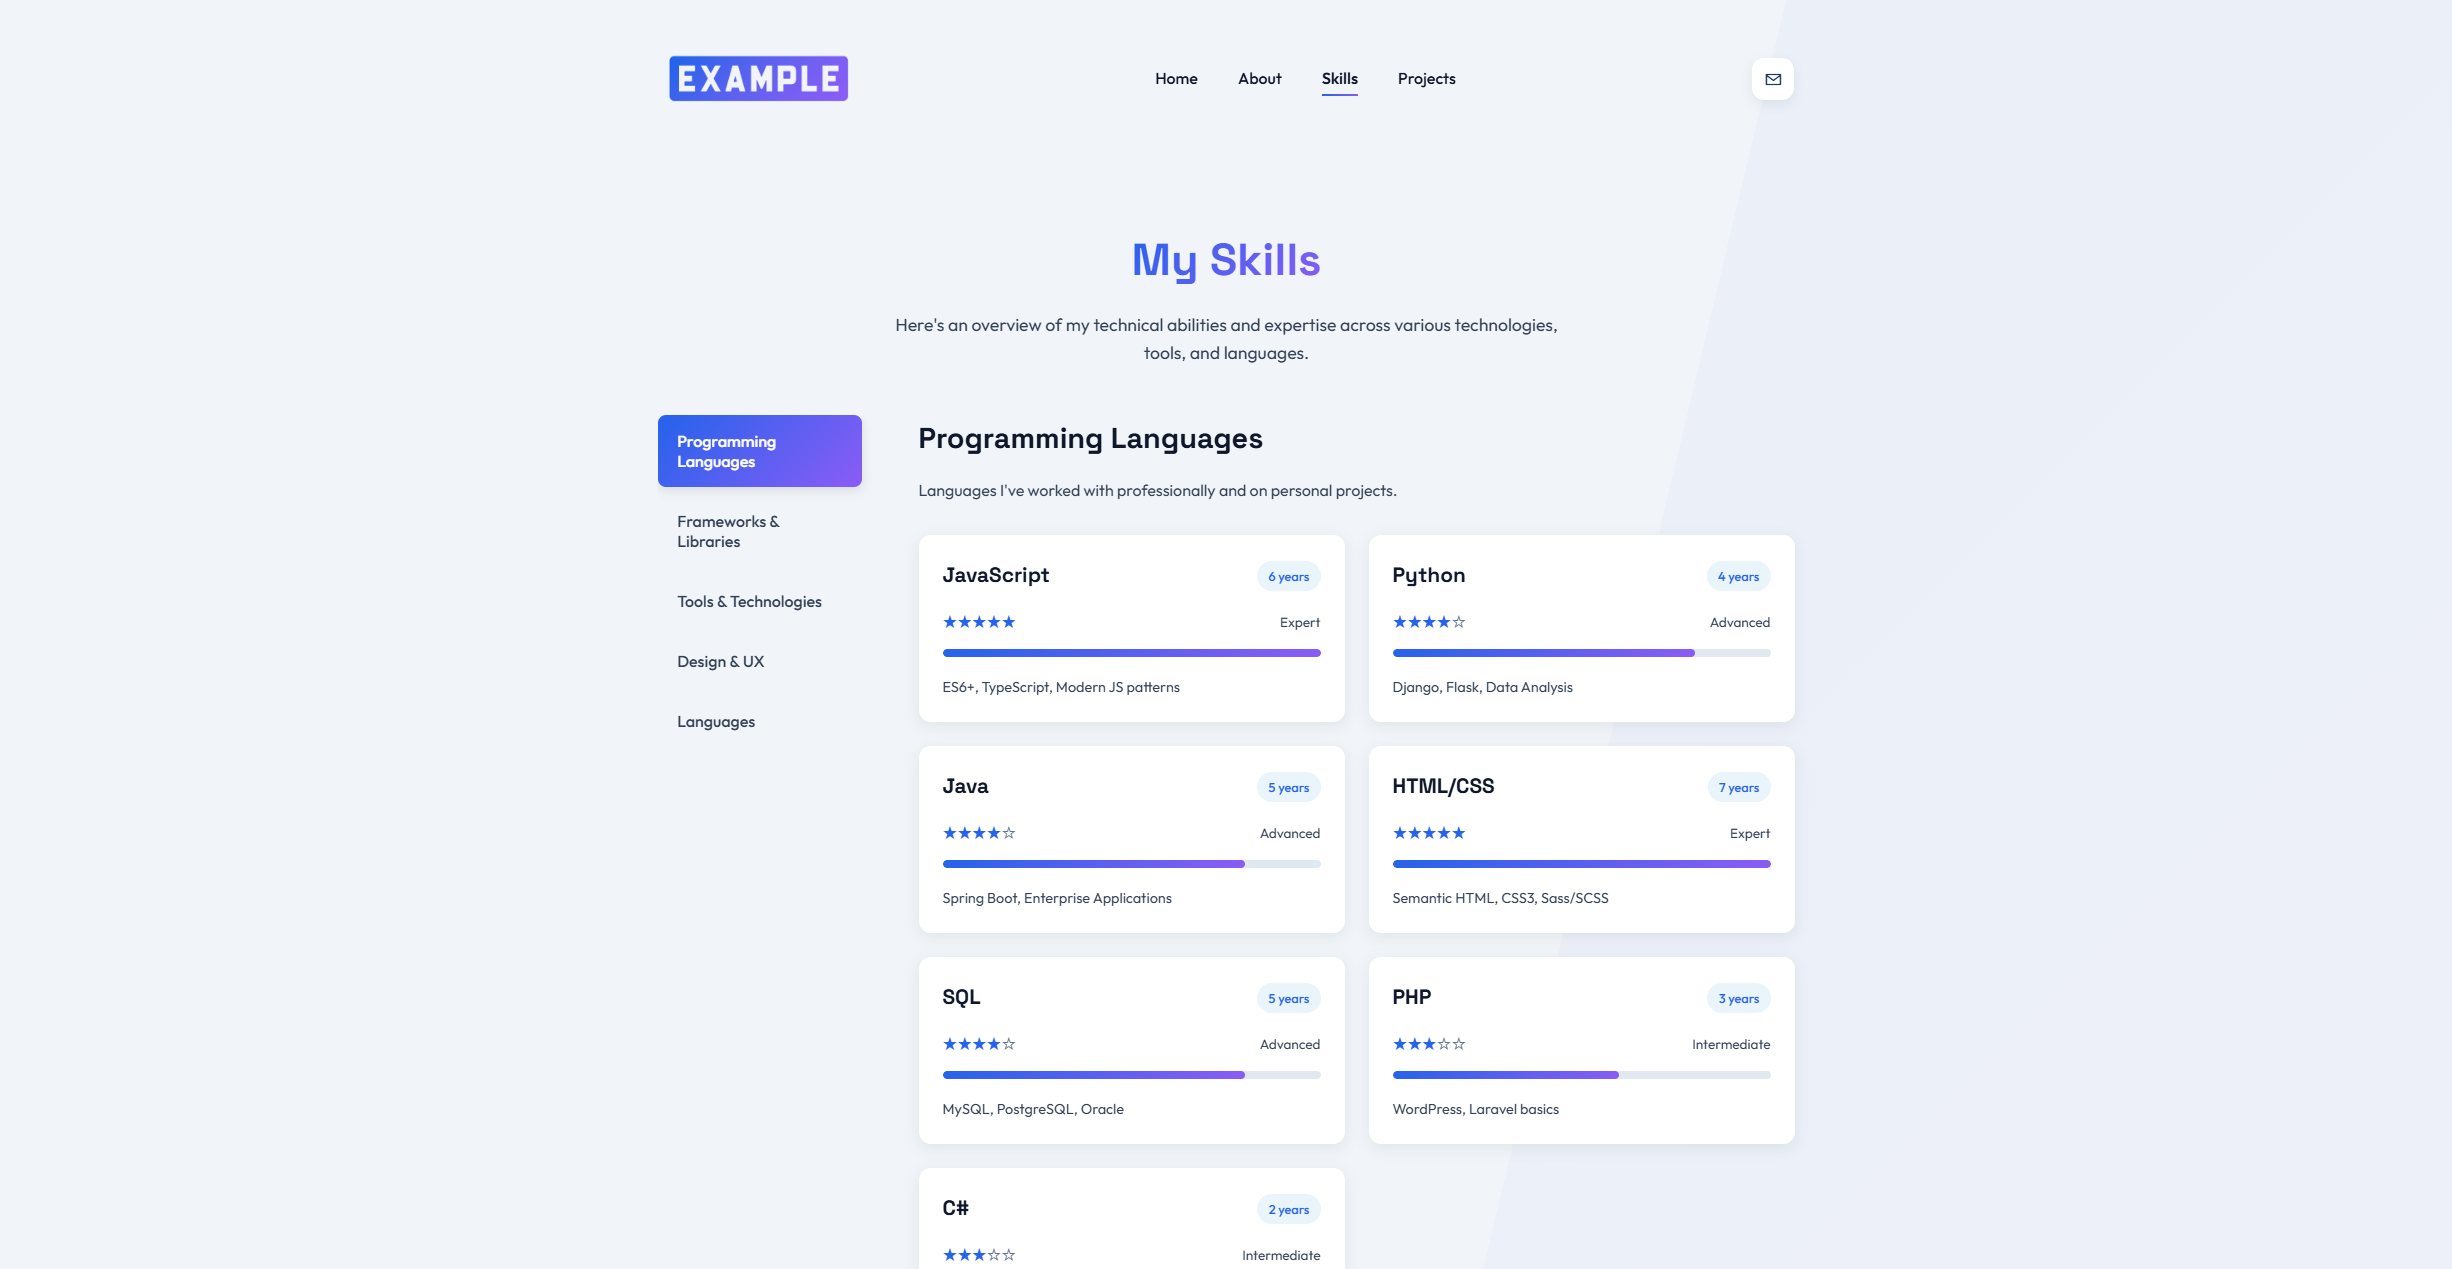 EXAMPLE
Home
About
Skills
Projects
My Skills
Here's an overview of my technical abilities and expertise across various technologies,
tools, and languages.
Programming
Languages
Frameworks &
Libraries
Tools & Technologies
Design & UX
Languages
Programming Languages
Languages I've worked with professionally and on personal projects.
JavaScript
6 years
★★★★★
Expert
ES6+, TypeScript, Modern JS patterns
Python
4 years
★★★★☆
Advanced
Django, Flask, Data Analysis
Java
5 years
★★★★☆
Advanced
Spring Boot, Enterprise Applications
HTML/CSS
7 years
★★★★★
Expert
Semantic HTML, CSS3, Sass/SCSS
SQL
5 years
★★★★☆
Advanced
MySQL, PostgreSQL, Oracle
PHP
3 years
★★★☆☆
Intermediate
WordPress, Laravel basics
C#
2 years
★★★☆☆
Intermediate